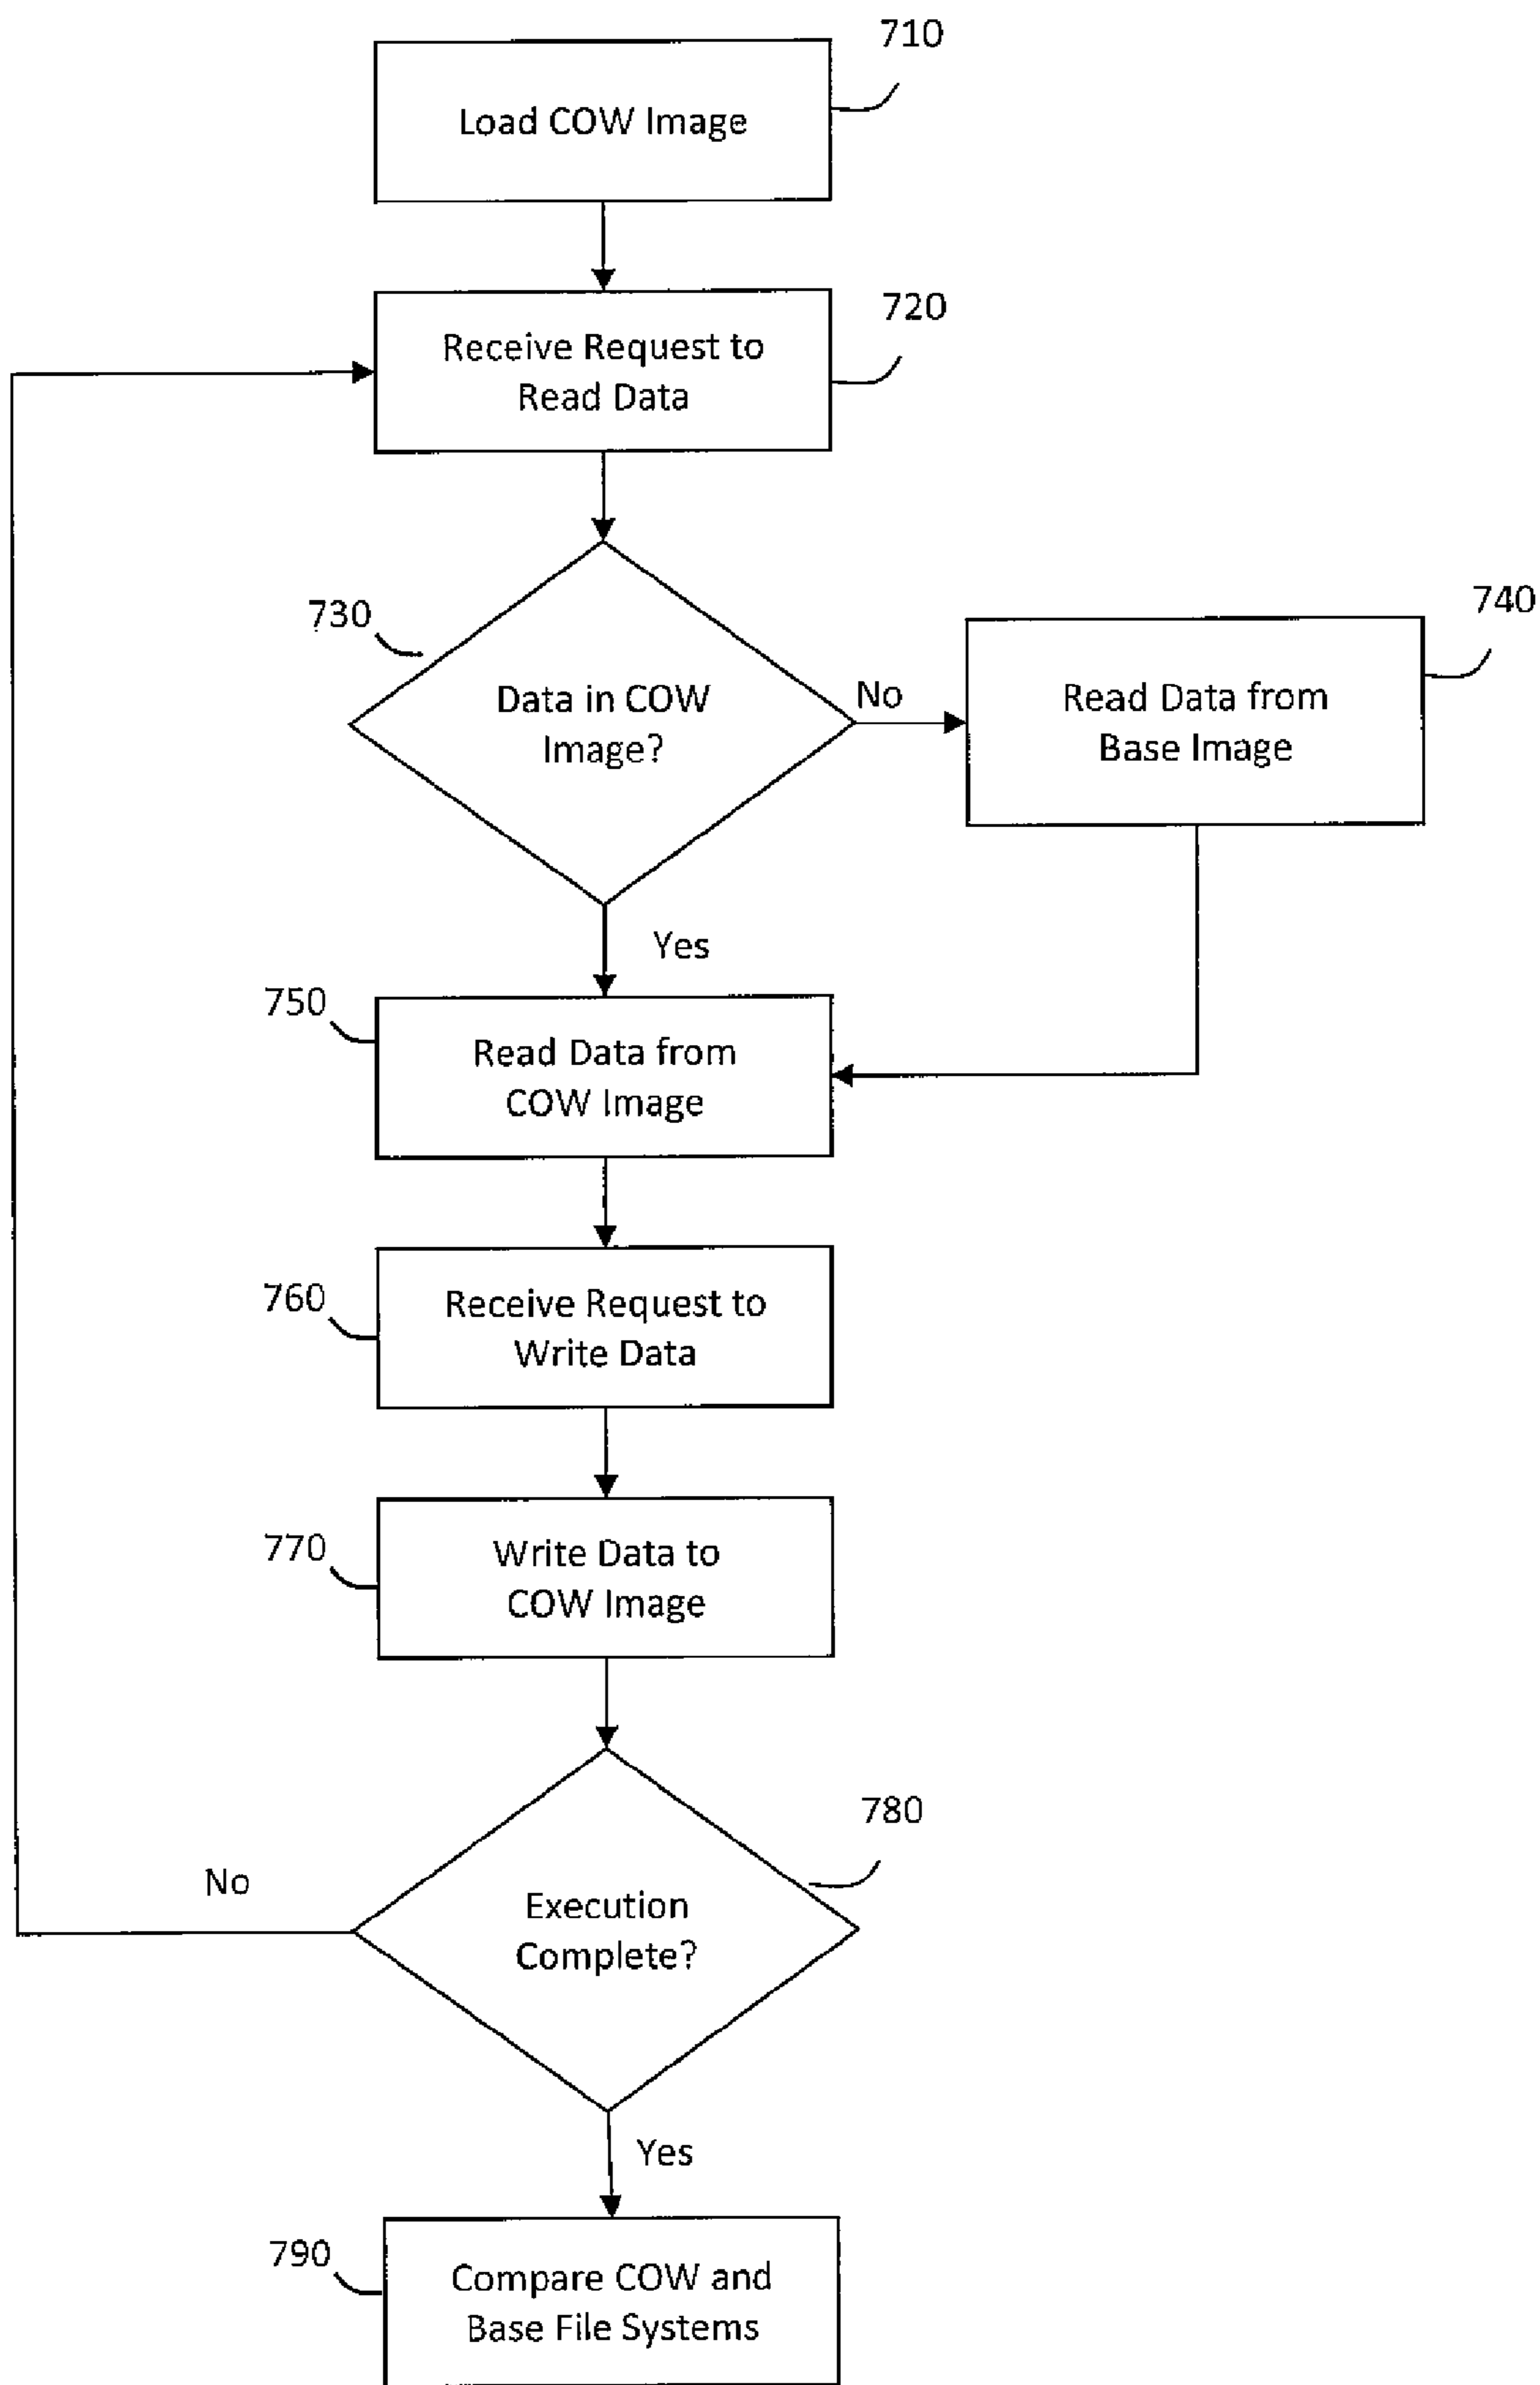 710
Load COW Image
720
Receive Request to
Read Data
730
Data in COW
Image?
No
740
Read Data from
Base Image
Yes
750
Read Data from
COW Image
760
Receive Request to
Write Data
770
Write Data to
COW Image
780
No
Execution
Complete?
Yes
790
Compare COW and
Base File Systems